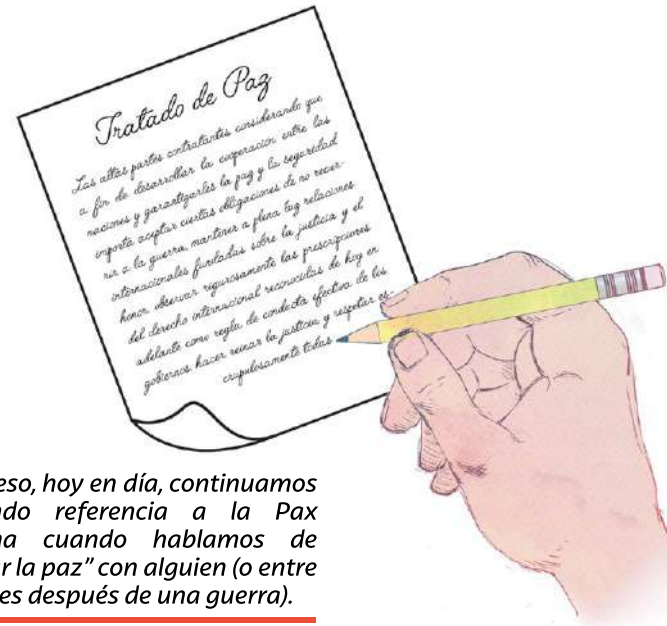 Tratado de Paz
Las altas partes contratantes considerando que
a fin de desarrollar la cooperación entre las
naciones y garantizarles la paz y la seguridad
importa aceptar ciertas obligaciones de no recur-
rir a la guerra, mantener a plena luz relaciones
internacionales fundadas sobre la justicia y el
honor, observar rigurosamente las prescripciones
del derecho internacional reconocidas de hoy en
adelante como regla de conducta efectiva de los
gobiernos, hacer reinar la justicia y respetar es-
crupulosamente todas
eso, hoy en día, continuamos
ndo referencia a la Pax
na cuando hablamos de
r la paz” con alguien (o entre
es después de una guerra).